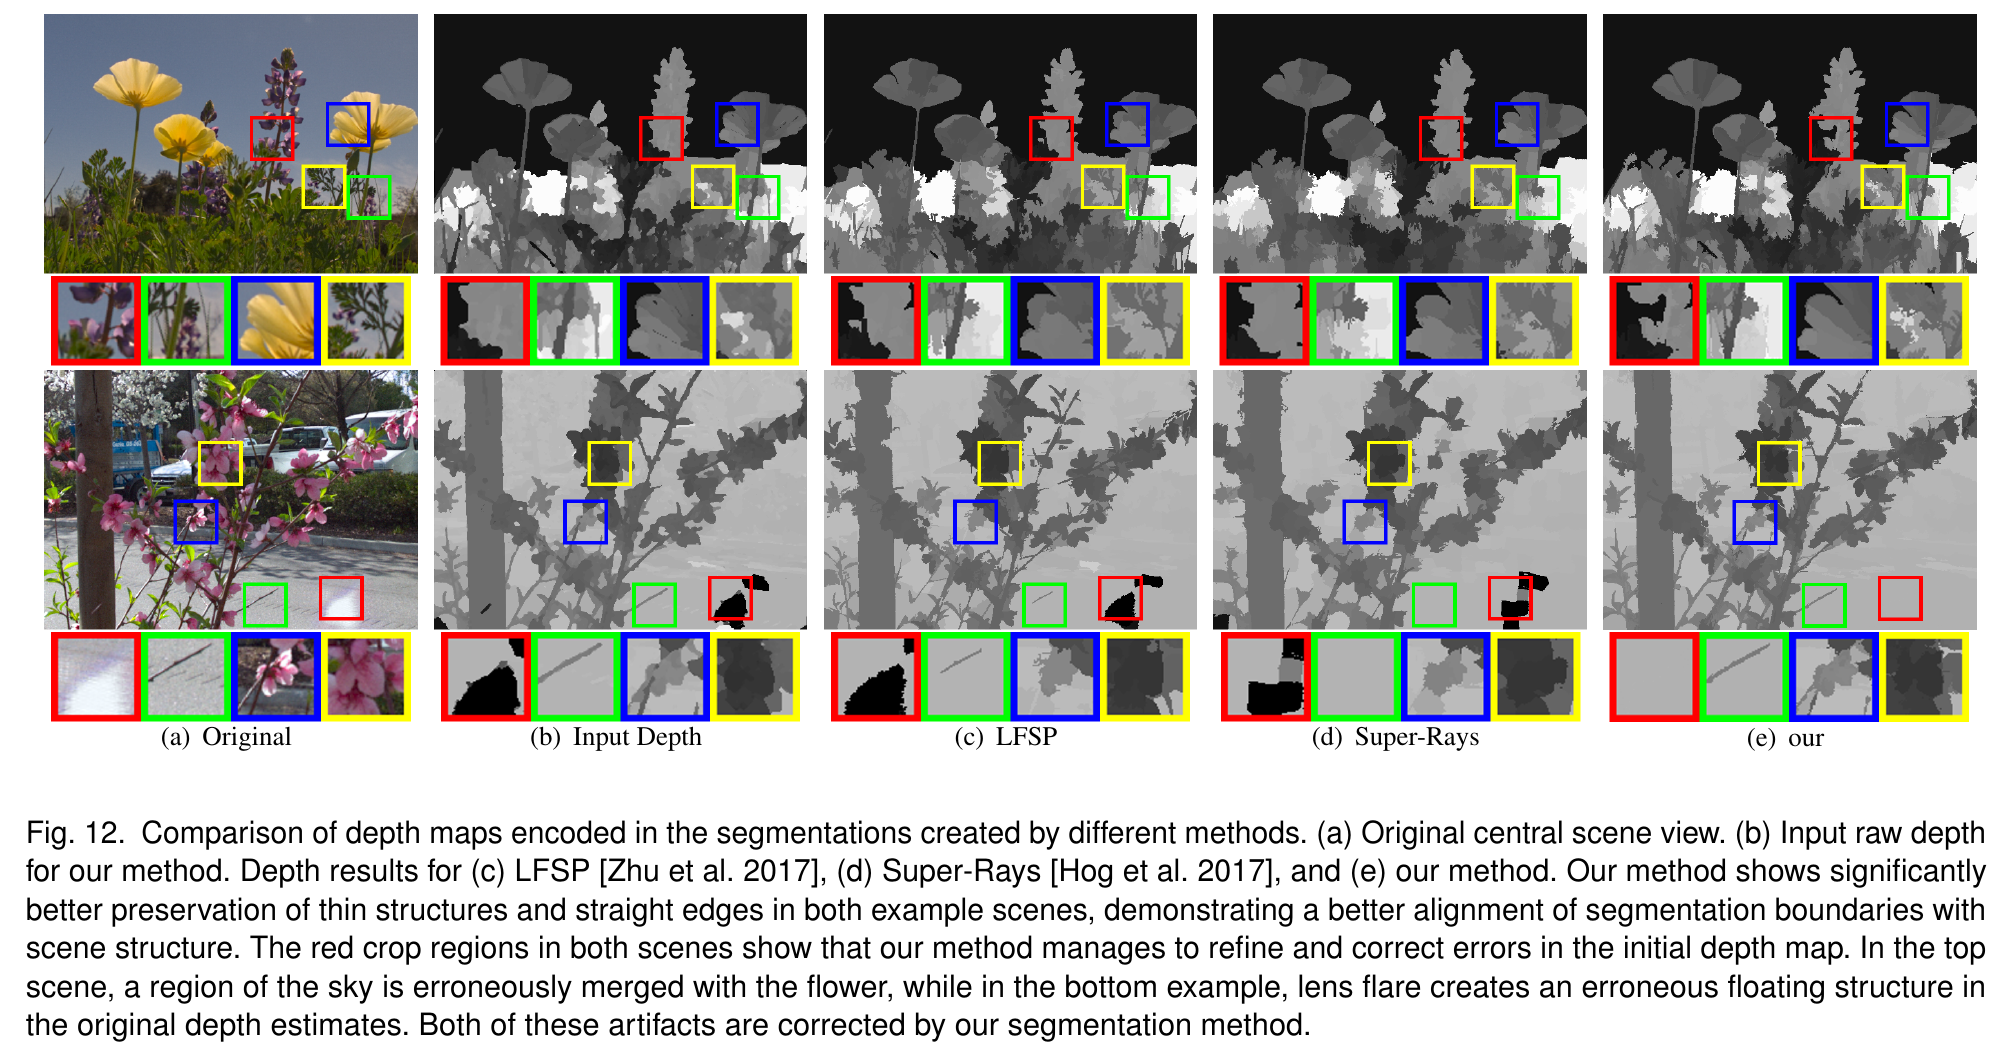 (a) Original
(b) Input Depth
(c) LFSP
(d) Super-Rays
(e) our
Fig. 12. Comparison of depth maps encoded in the segmentations created by different methods. (a) Original central scene view. (b) Input raw depth
for our method. Depth results for (c) LFSP [Zhu et al. 2017], (d) Super-Rays [Hog et al. 2017], and (e) our method. Our method shows significantly
better preservation of thin structures and straight edges in both example scenes, demonstrating a better alignment of segmentation boundaries with
scene structure. The red crop regions in both scenes show that our method manages to refine and correct errors in the initial depth map. In the top
scene, a region of the sky is erroneously merged with the flower, while in the bottom example, lens flare creates an erroneous floating structure in
the original depth estimates. Both of these artifacts are corrected by our segmentation method.